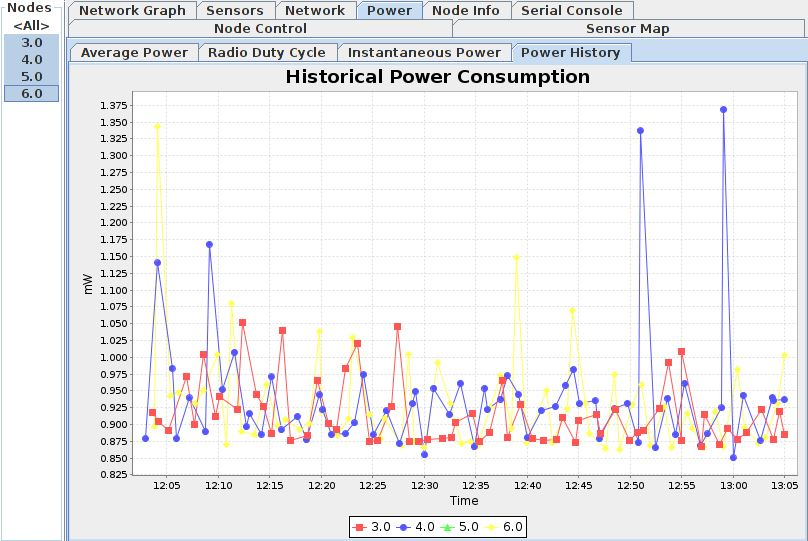 Nodes
<All>
3.0
4.0
5.0
6.0
Network Graph Sensors Network Power Node Info Serial Console
Node Control Sensor Map
Average Power Radio Duty Cycle Instantaneous Power Power History
Historical Power Consumption
1.375
1.350
1.325
1.300
1.275
1.250
1.225
1.200
1.175
1.150
1.125
1.100
1.075
1.050
1.025
1.000
0.975
0.950
0.925
0.900
0.875
0.850
0.825
mW
12:05 12:10 12:15 12:20 12:25 12:30 12:35 12:40 12:45 12:50 12:55 13:00 13:05
Time
3.0 4.0 5.0 6.0